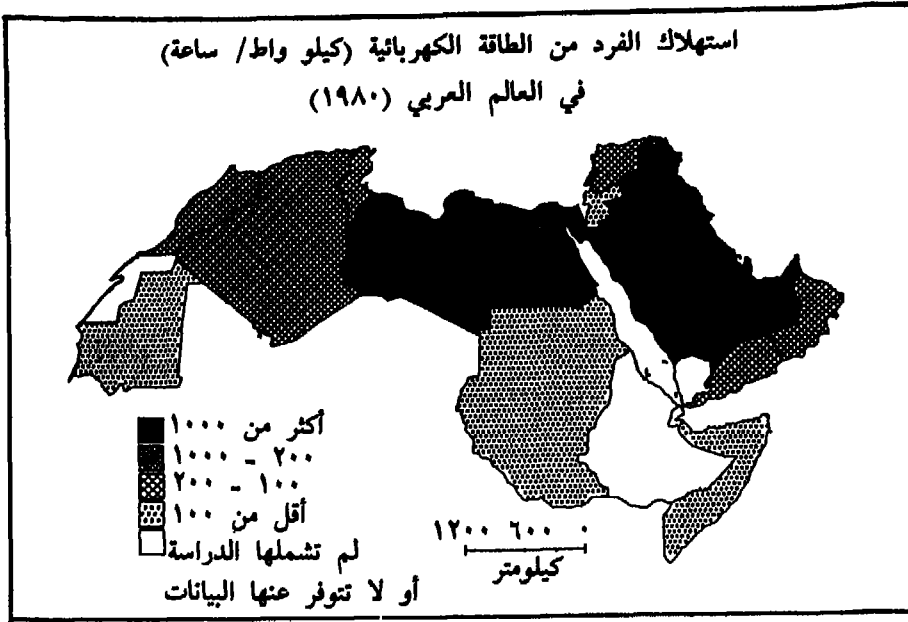 استهلاك الفرد من الطاقة الكهربائية (كيلو واط/ ساعة)
في العالم العربي (١٩٨٠)
أكثر من ١٠٠٠
٢٠٠ - ١٠٠٠
١٠٠ - ٢٠٠
أقل من ١٠٠
لم تشملها الدراسة
أو لا تتوفر عنها البيانات
٠ ٦٠٠ ١٢٠٠
كيلومتر